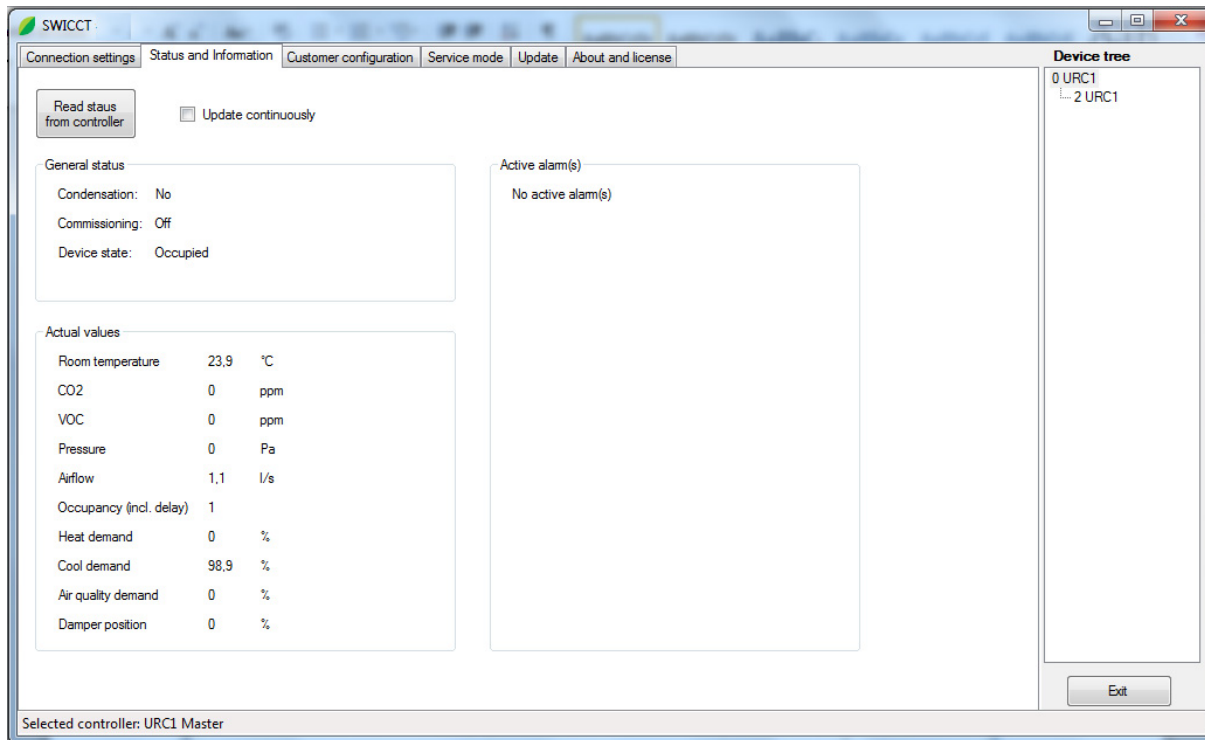 SWICCT
Connection settings Status and Information Customer configuration Service mode Update About and license
Device tree
0 URC1
2 URC1
Read staus
from controller
Update continuously
General status
Condensation: No
Commissioning: Off
Device state: Occupied
Active alarm(s)
No active alarm(s)
Actual values
Room temperature 23,9 °C
CO2 0 ppm
VOC 0 ppm
Pressure 0 Pa
Airflow 1,1 l/s
Occupancy (incl. delay) 1
Heat demand 0 %
Cool demand 98,9 %
Air quality demand 0 %
Damper position 0 %
Exit
Selected controller: URC1 Master